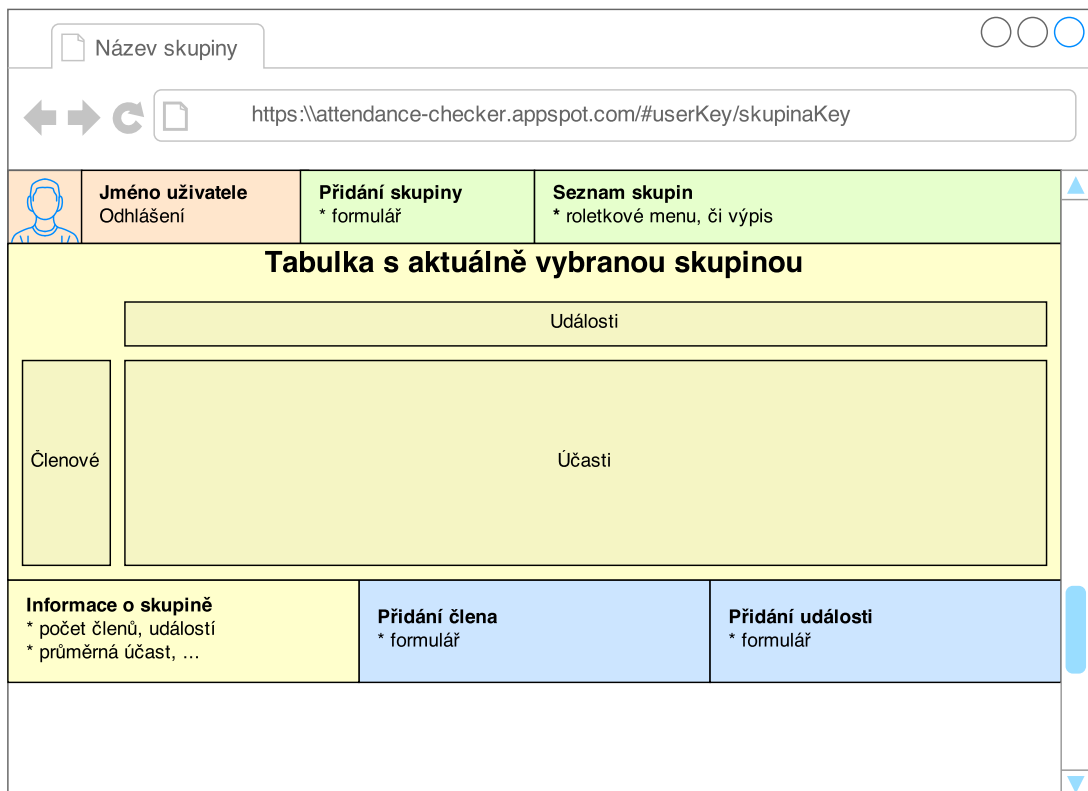 Název skupiny
https:\\attendance-checker.appspot.com/#userKey/skupinaKey
Jméno uživatele
Odhlášení
Přidání skupiny
* formulář
Seznam skupin
* roletkové menu, či výpis
Tabulka s aktuálně vybranou skupinou
Události
Členové
Účasti
Informace o skupině
* počet členů, událostí
* průměrná účast, ...
Přidání člena
* formulář
Přidání události
* formulář